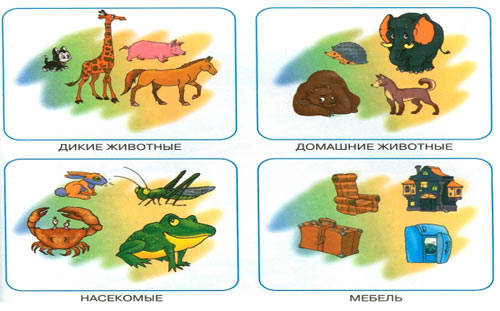 ДИКИЕ ЖИВОТНЫЕ
ДОМАШНИЕ ЖИВОТНЫЕ
НАСЕКОМЫЕ
МЕБЕЛЬ